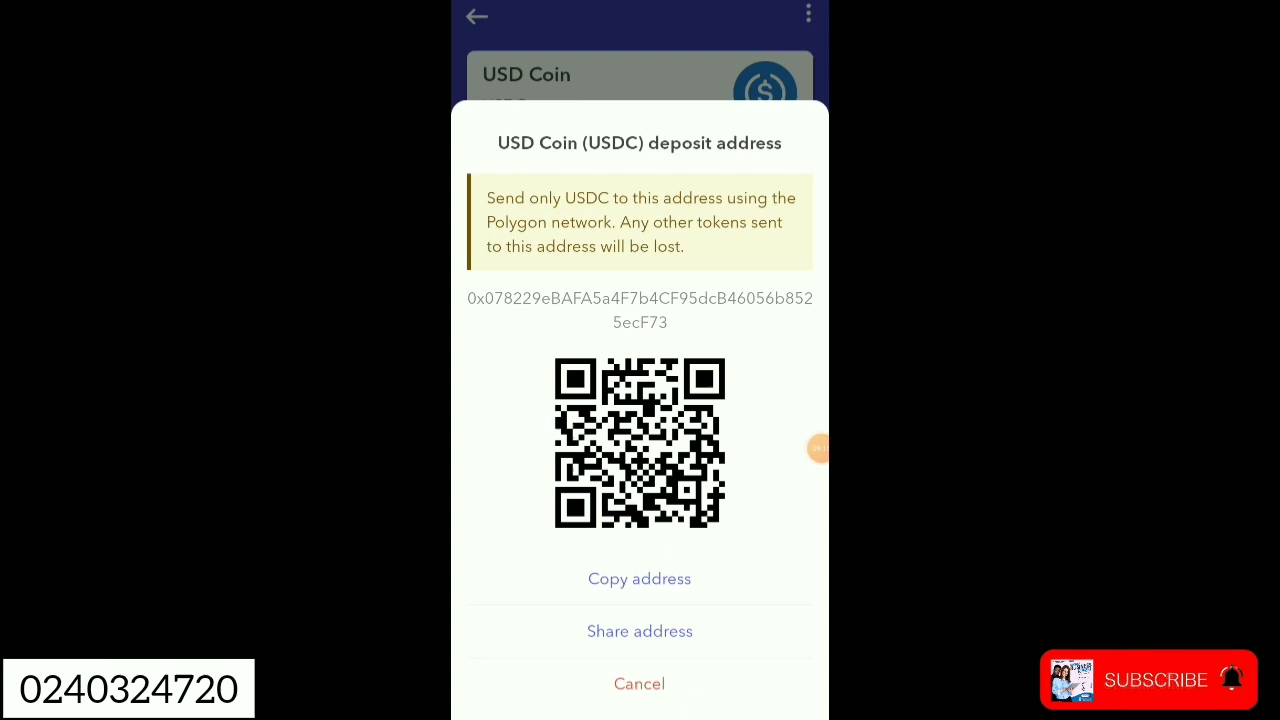 USD Coin
USD Coin (USDC) deposit address
Send only USDC to this address using the
Polygon network. Any other tokens sent
to this address will be lost.
0x078229eBAFA5a4F7b4CF95dcB46056b852
5ecF73
Copy address
Share address
Cancel
0240324720
SUBSCRIBE